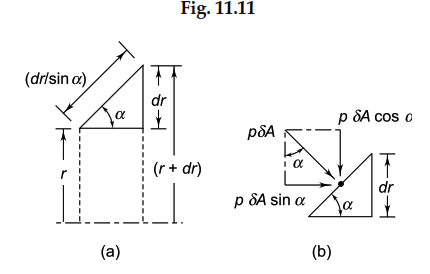 Fig. 11.11
(dr/sin α)
dr
α
r
(r + dr)
(a)
pδA
p δA cos α
α
p δA sin α
dr
α
(b)